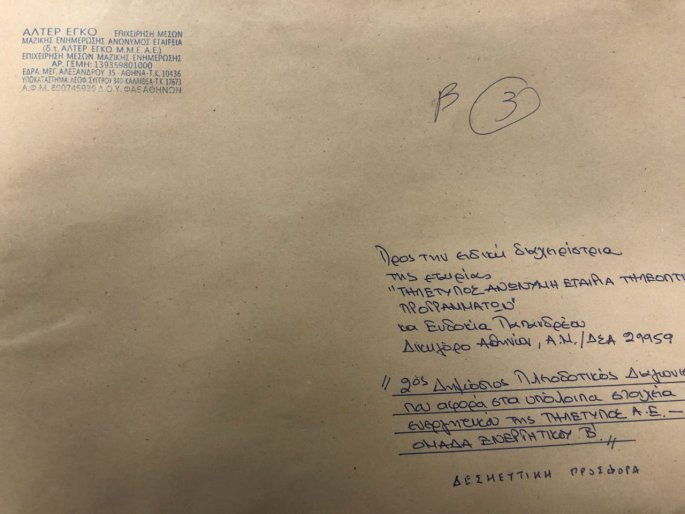 ΑΛΤΕΡ ΕΓΚΟ ΕΠΙΧΕΙΡΗΣΗ ΜΕΣΩΝ
ΜΑΖΙΚΗΣ ΕΝΗΜΕΡΩΣΗΣ ΑΝΩΝΥΜΟΣ ΕΤΑΙΡΕΙΑ
(δ.τ. ΑΛΤΕΡ ΕΓΚΟ Μ.Μ.Ε. Α.Ε.)
ΕΠΙΧΕΙΡΗΣΗ ΜΕΣΩΝ ΜΑΖΙΚΗΣ ΕΝΗΜΕΡΩΣΗΣ
ΑΡ. ΓΕΜΗ: 139359801000
ΕΔΡΑ: ΜΕΓ. ΑΛΕΞΑΝΔΡΟΥ 35 - ΑΘΗΝΑ - Τ.Κ. 10436
ΥΠΟΚΑΤΑΣΤΗΜΑ: ΛΕΩΦ. ΣΥΓΓΡΟΥ 340 - ΚΑΛΛΙΘΕΑ - Τ.Κ. 17673
Α.Φ.Μ. 800745939 Δ.Ο.Υ. ΦΑΕ ΑΘΗΝΩΝ
Β 3
Προς την ειδική διαχειρίστρια
της εταιρίας
"ΤΗΛΕΤΥΠΟΣ ΑΝΩΝΥΜΗ ΕΤΑΙΡΙΑ ΤΗΛΕΟΠΤΙ
ΠΡΟΓΡΑΜΜΑΤΩΝ"
κα Ευδοκία Παπανδρέου
Δικηγόρο Αθηνών, Α.Μ./ΔΣΑ 29959
"2ος Δημόσιος Πλειοδοτικός Διαγωνισ
που αφορά στα υπόλοιπα στοιχεία
ενεργητικού της ΤΗΛΕΤΥΠΟΣ Α.Ε. –
ΟΜΑΔΑ ΕΝΕΡΓΗΤΙΚΟΥ Β'"
ΔΕΣΜΕΥΤΙΚΗ ΠΡΟΣΦΟΡΑ